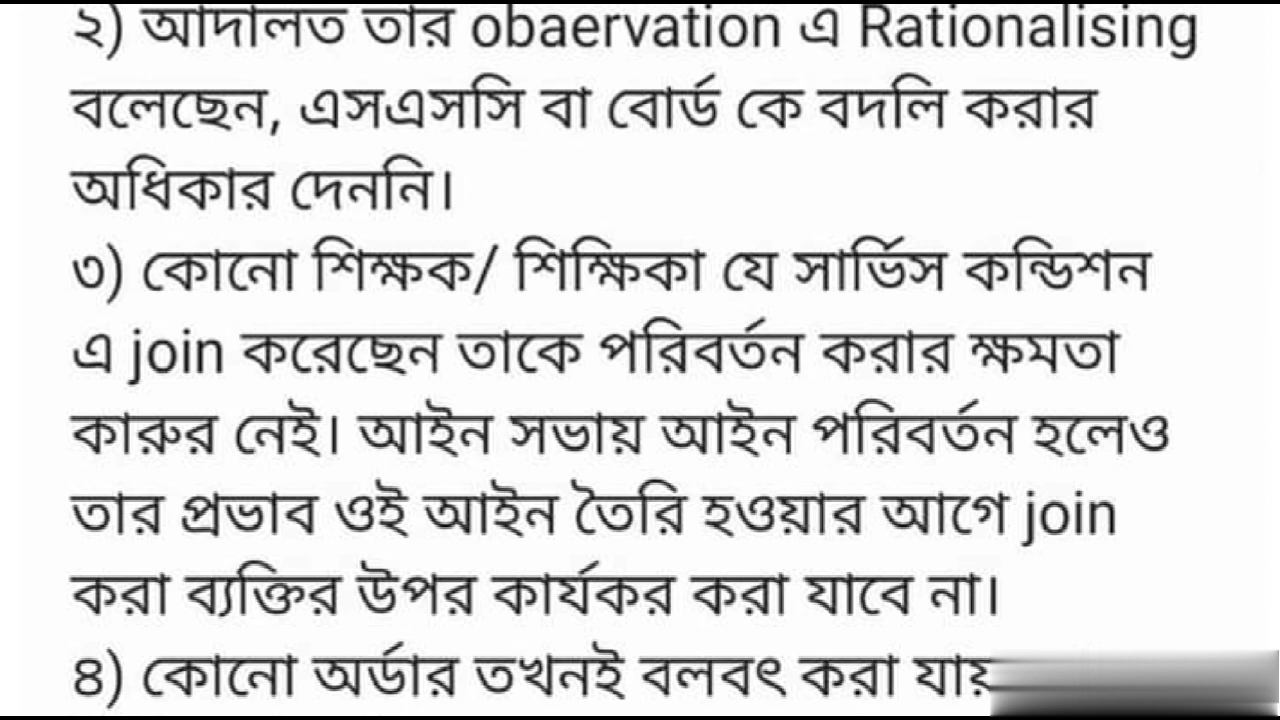 ২) আদালত তার obaervation এ Rationalising
বলেছেন, এসএসসি বা বোর্ড কে বদলি করার
অধিকার দেননি।
৩) কোনো শিক্ষক/ শিক্ষিকা যে সার্ভিস কন্ডিশন
এ join করেছেন তাকে পরিবর্তন করার ক্ষমতা
কারুর নেই। আইন সভায় আইন পরিবর্তন হলেও
তার প্রভাব ওই আইন তৈরি হওয়ার আগে join
করা ব্যক্তির উপর কার্যকর করা যাবে না।
৪) কোনো অর্ডার তখনই বলবৎ করা যায়